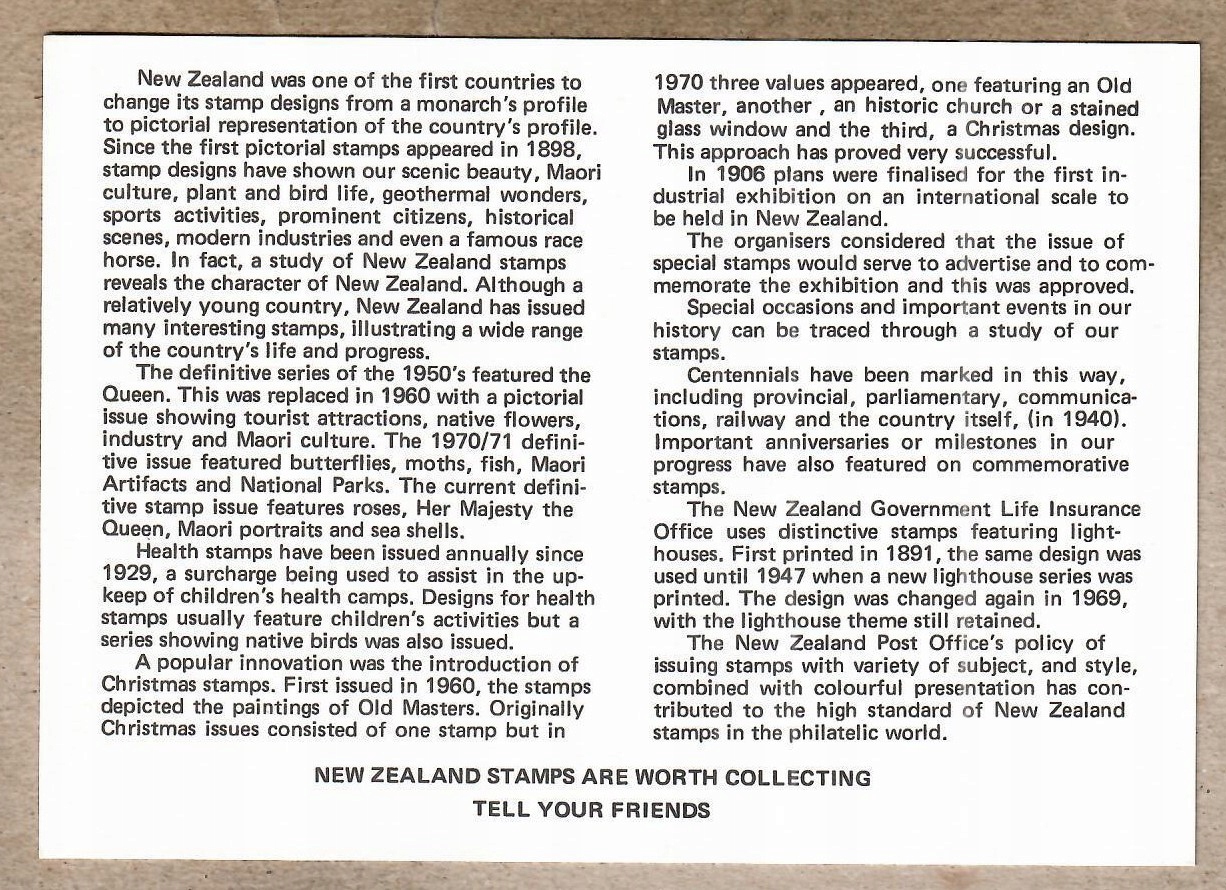 New Zealand was one of the first countries to
change its stamp designs from a monarch's profile
to pictorial representation of the country's profile.
Since the first pictorial stamps appeared in 1898,
stamp designs have shown our scenic beauty, Maori
culture, plant and bird life, geothermal wonders,
sports activities, prominent citizens, historical
scenes, modern industries and even a famous race
horse. In fact, a study of New Zealand stamps
reveals the character of New Zealand. Although a
relatively young country, New Zealand has issued
many interesting stamps, illustrating a wide range
of the country's life and progress.
The definitive series of the 1950's featured the
Queen. This was replaced in 1960 with a pictorial
issue showing tourist attractions, native flowers,
industry and Maori culture. The 1970/71 defini-
tive issue featured butterflies, moths, fish, Maori
Artifacts and National Parks. The current defini-
tive stamp issue features roses, Her Majesty the
Queen, Maori portraits and sea shells.
Health stamps have been issued annually since
1929, a surcharge being used to assist in the up-
keep of children's health camps. Designs for health
stamps usually feature children's activities but a
series showing native birds was also issued.
A popular innovation was the introduction of
Christmas stamps. First issued in 1960, the stamps
depicted the paintings of Old Masters. Originally
Christmas issues consisted of one stamp but in
1970 three values appeared, one featuring an Old
Master, another , an historic church or a stained
glass window and the third, a Christmas design.
This approach has proved very successful.
In 1906 plans were finalised for the first in-
dustrial exhibition on an international scale to
be held in New Zealand.
The organisers considered that the issue of
special stamps would serve to advertise and to com-
memorate the exhibition and this was approved.
Special occasions and important events in our
history can be traced through a study of our
stamps.
Centennials have been marked in this way,
including provincial, parliamentary, communica-
tions, railway and the country itself, (in 1940).
Important anniversaries or milestones in our
progress have also featured on commemorative
stamps.
The New Zealand Government Life Insurance
Office uses distinctive stamps featuring light-
houses. First printed in 1891, the same design was
used until 1947 when a new lighthouse series was
printed. The design was changed again in 1969,
with the lighthouse theme still retained.
The New Zealand Post Office's policy of
issuing stamps with variety of subject, and style,
combined with colourful presentation has con-
tributed to the high standard of New Zealand
stamps in the philatelic world.
NEW ZEALAND STAMPS ARE WORTH COLLECTING
TELL YOUR FRIENDS